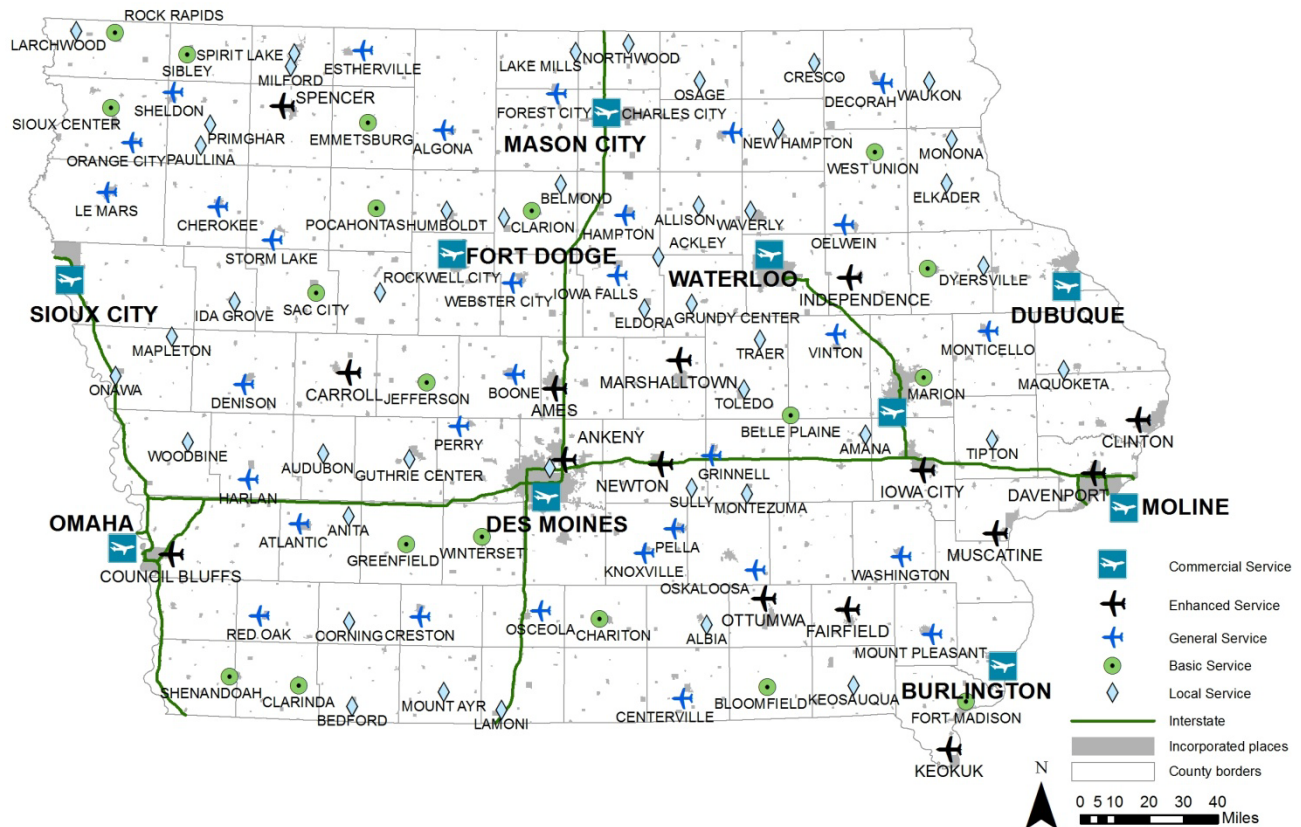 ROCK RAPIDS
LARCHWOOD
SPIRIT LAKE
SIBLEY
MILFORD
ESTHERVILLE
LAKE MILLS
NORTHWOOD
CRESCO
OSAGE
DECORAH
WAUKON
SHELDON
SPENCER
SIOUX CENTER
PRIMGHAR
EMMETSBURG
ALGONA
FOREST CITY
CHARLES CITY
MASON CITY
NEW HAMPTON
ORANGE CITY
PAULLINA
WEST UNION
MONONA
ELKADER
LE MARS
CHEROKEE
POCAHONTAS
HUMBOLDT
CLARION
BELMOND
HAMPTON
ALLISON
WAVERLY
ACKLEY
OELWEIN
STORM LAKE
FORT DODGE
ROCKWELL CITY
WEBSTER CITY
IOWA FALLS
WATERLOO
INDEPENDENCE
DYERSVILLE
DUBUQUE
SIOUX CITY
IDA GROVE
SAC CITY
ELDORA
GRUNDY CENTER
MAPLETON
TRAER
VINTON
MONTICELLO
ONAWA
DENISON
CARROLL
JEFFERSON
BOONE
AMES
MARSHALLTOWN
TOLEDO
MARION
MAQUOKETA
BELLE PLAINE
CLINTON
WOODBINE
AUDUBON
GUTHRIE CENTER
PERRY
ANKENY
AMANA
TIPTON
HARLAN
NEWTON
GRINNELL
SULLY
MONTEZUMA
IOWA CITY
DAVENPORT
MOLINE
OMAHA
ATLANTIC
ANITA
DES MOINES
GREENFIELD
WINTERSET
PELLA
KNOXVILLE
MUSCATINE
COUNCIL BLUFFS
OSKALOOSA
WASHINGTON
RED OAK
CORNING
CRESTON
OSCEOLA
CHARITON
ALBIA
OTTUMWA
FAIRFIELD
MOUNT PLEASANT
SHENANDOAH
CLARINDA
BEDFORD
MOUNT AYR
LAMONI
CENTERVILLE
BLOOMFIELD
KEOSAUQUA
BURLINGTON
FORT MADISON
KEOKUK
Commercial Service
Enhanced Service
General Service
Basic Service
Local Service
Interstate
Incorporated places
County borders
N
0 5 10 20 30 40
Miles